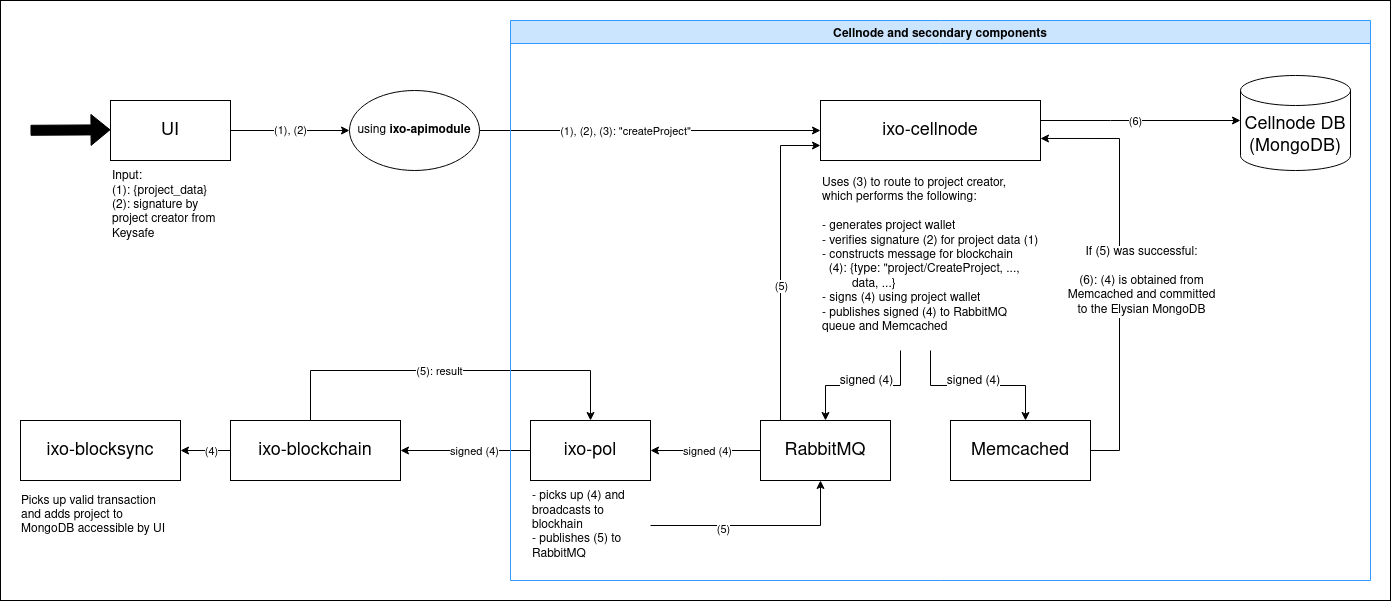 Cellnode and secondary components
UI
(1), (2)
using ixo-apimodule
(1), (2), (3): "createProject"
ixo-cellnode
(6)
Cellnode DB
(MongoDB)
Input:
(1): {project_data}
(2): signature by
project creator from
Keysafe
Uses (3) to route to project creator,
which performs the following:
- generates project wallet
- verifies signature (2) for project data (1)
- constructs message for blockchain
(4): {type: "project/CreateProject, ...,
data, ...}
- signs (4) using project wallet
- publishes signed (4) to RabbitMQ
queue and Memcached
(5)
If (5) was successful:
(6): (4) is obtained from
Memcached and committed
to the Elysian MongoDB
(5): result
signed (4)
signed (4)
ixo-blocksync
(4)
ixo-blockchain
signed (4)
ixo-pol
signed (4)
RabbitMQ
Memcached
Picks up valid transaction
and adds project to
MongoDB accessible by UI
- picks up (4) and
broadcasts to
blockhain
- publishes (5) to
RabbitMQ
(5)